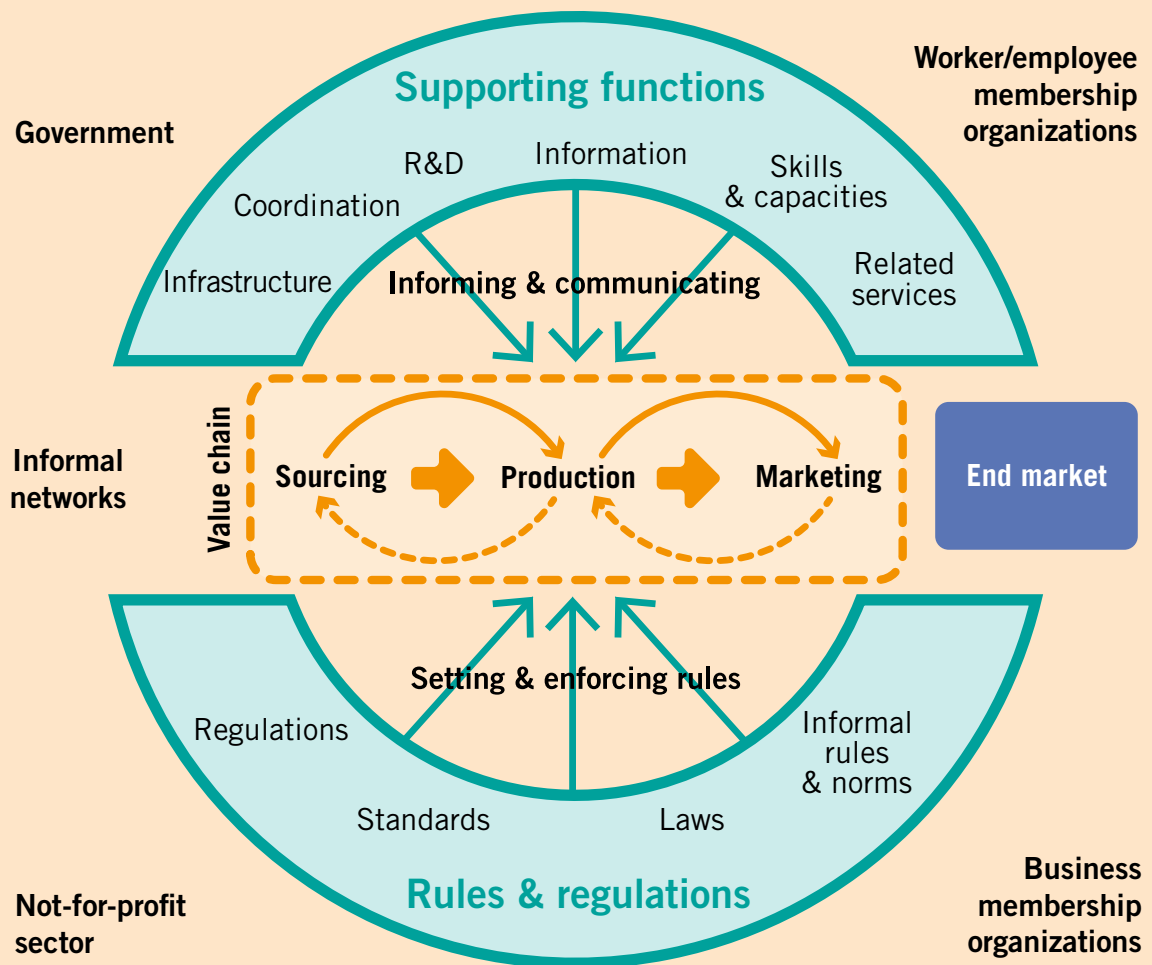 Worker/employee
membership
organizations
Government
Supporting functions
Infrastructure
Coordination
R&D
Information
Skills
& capacities
Related
services
Informing & communicating
Informal
networks
Value chain
Sourcing
Production
Marketing
End market
Setting & enforcing rules
Regulations
Standards
Laws
Informal
rules
& norms
Rules & regulations
Not-for-profit
sector
Business
membership
organizations